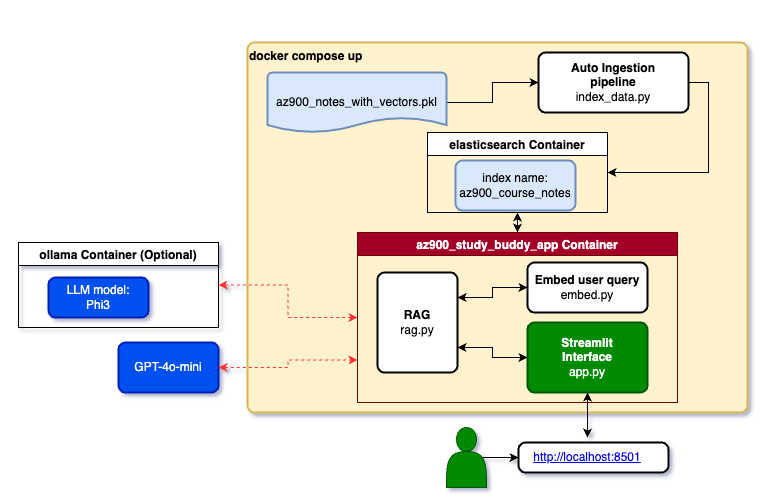 docker compose up
az900_notes_with_vectors.pkl
Auto Ingestion
pipeline
index_data.py
elasticsearch Container
index name:
az900_course_notes
ollama Container (Optional)
LLM model:
Phi3
GPT-4o-mini
az900_study_buddy_app Container
RAG
rag.py
Embed user query
embed.py
Streamlit
Interface
app.py
http://localhost:8501